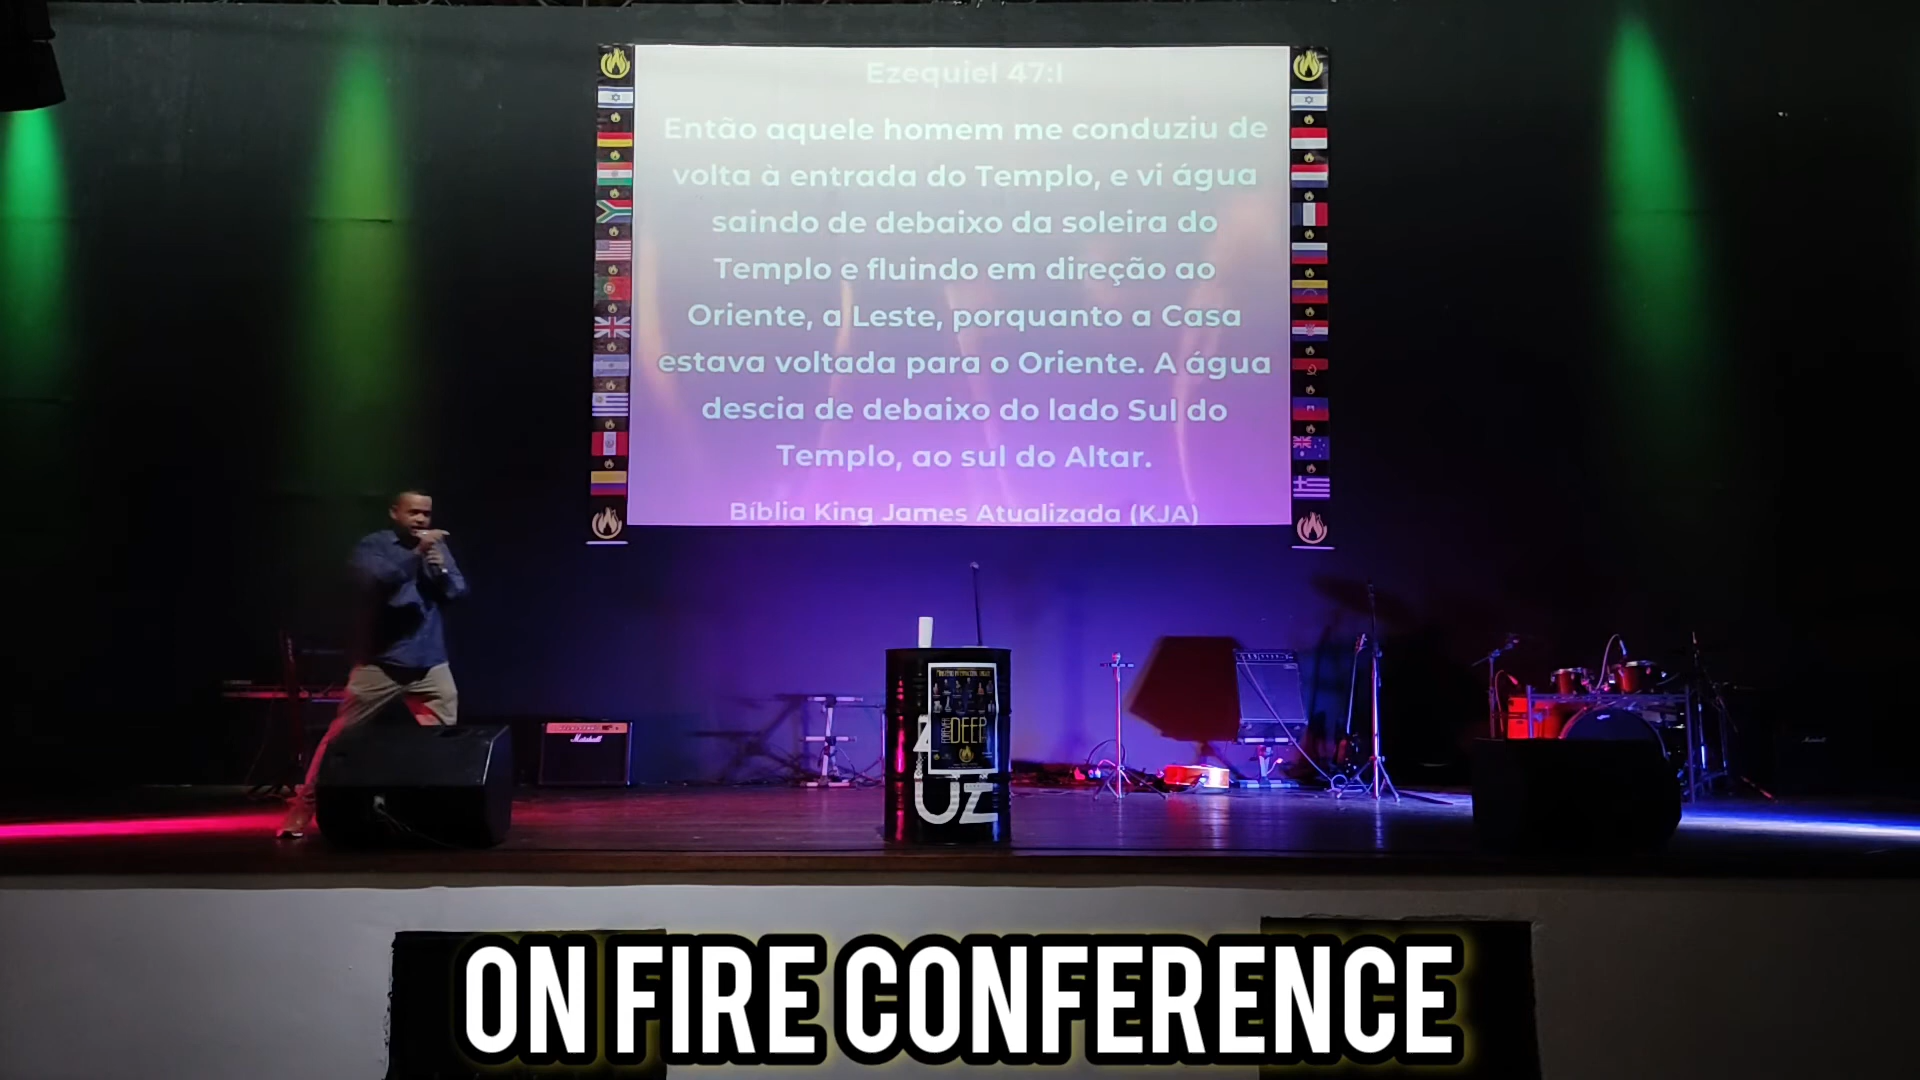 Ezequiel 47:1
Então aquele homem me conduziu de
volta à entrada do Templo, e vi água
saindo de debaixo da soleira do
Templo e fluindo em direção ao
Oriente, a Leste, porquanto a Casa
estava voltada para o Oriente. A água
descia de debaixo do lado Sul do
Templo, ao sul do Altar.
Bíblia King James Atualizada (KJA)
Marshall
DEEP
UZ
ON FIRE CONFERENCE